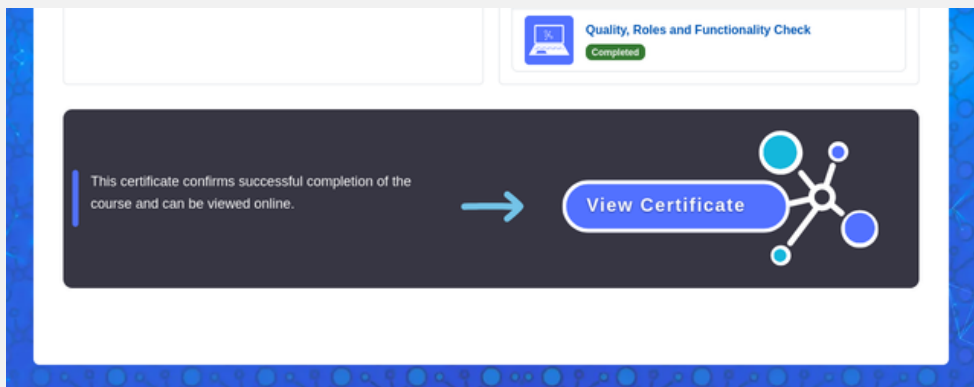 Quality, Roles and Functionality Check
Completed
This certificate confirms successful completion of the
course and can be viewed online.
View Certificate